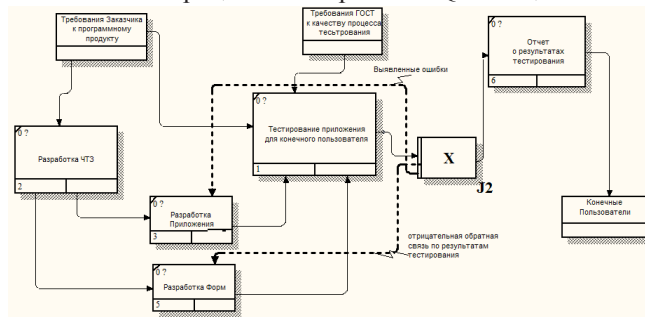 Требования Заказчика
к программному
продукту
Требования ГОСТ
к качеству процесса
тестьтрования
Выявленные ошибки
0 ?
Отчет
о результатах
тестирования
6
0 ?
Тестирование приложения
для конечного пользователя
1
0 ?
Разработка ЧТЗ
2
X
J2
0 ?
Разработка
Приложения
3
Конечные
Пользователи
отрицательная обратная
связь по результатам
тестирования
0 ?
Разработка Форм
5